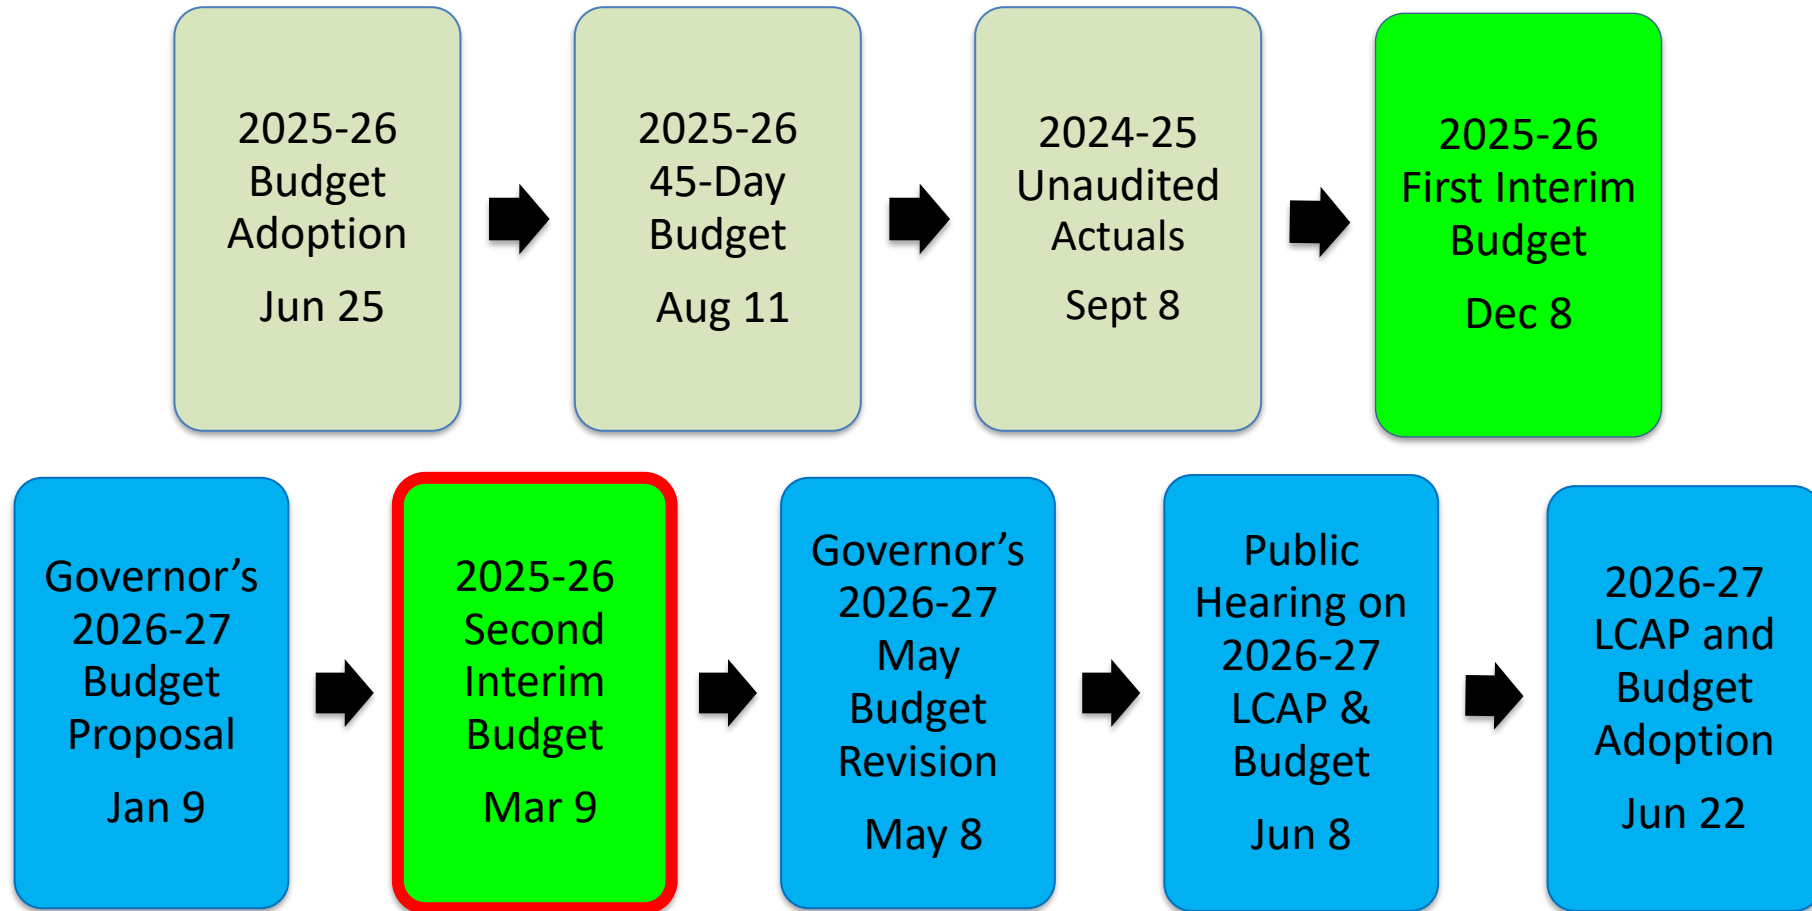 2025-26
Budget
Adoption
Jun 25
2025-26
45-Day
Budget
Aug 11
2024-25
Unaudited
Actuals
Sept 8
2025-26
First Interim
Budget
Dec 8
Governor’s
2026-27
Budget
Proposal
Jan 9
2025-26
Second
Interim
Budget
Mar 9
Governor’s
2026-27
May
Budget
Revision
May 8
Public
Hearing on
2026-27
LCAP &
Budget
Jun 8
2026-27
LCAP and
Budget
Adoption
Jun 22